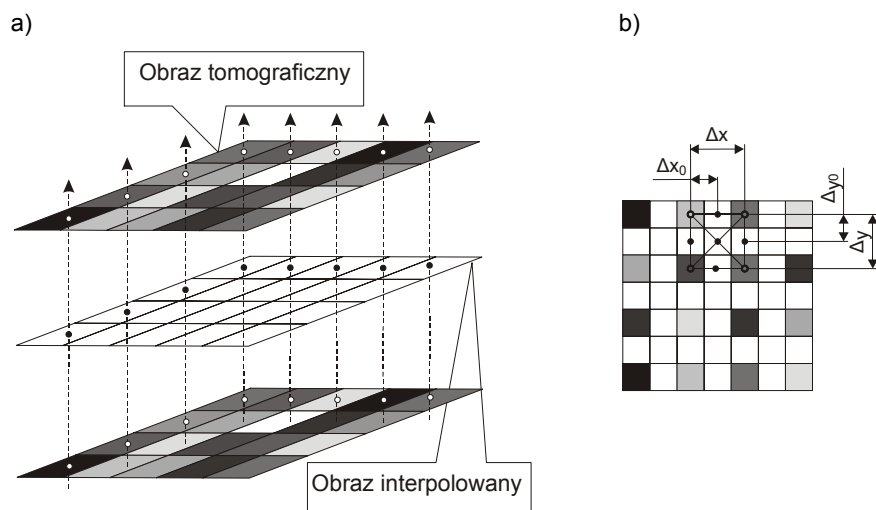 a)
b)
Obraz tomograficzny
Δx
Δx0
Δy0
Δy
Obraz interpolowany